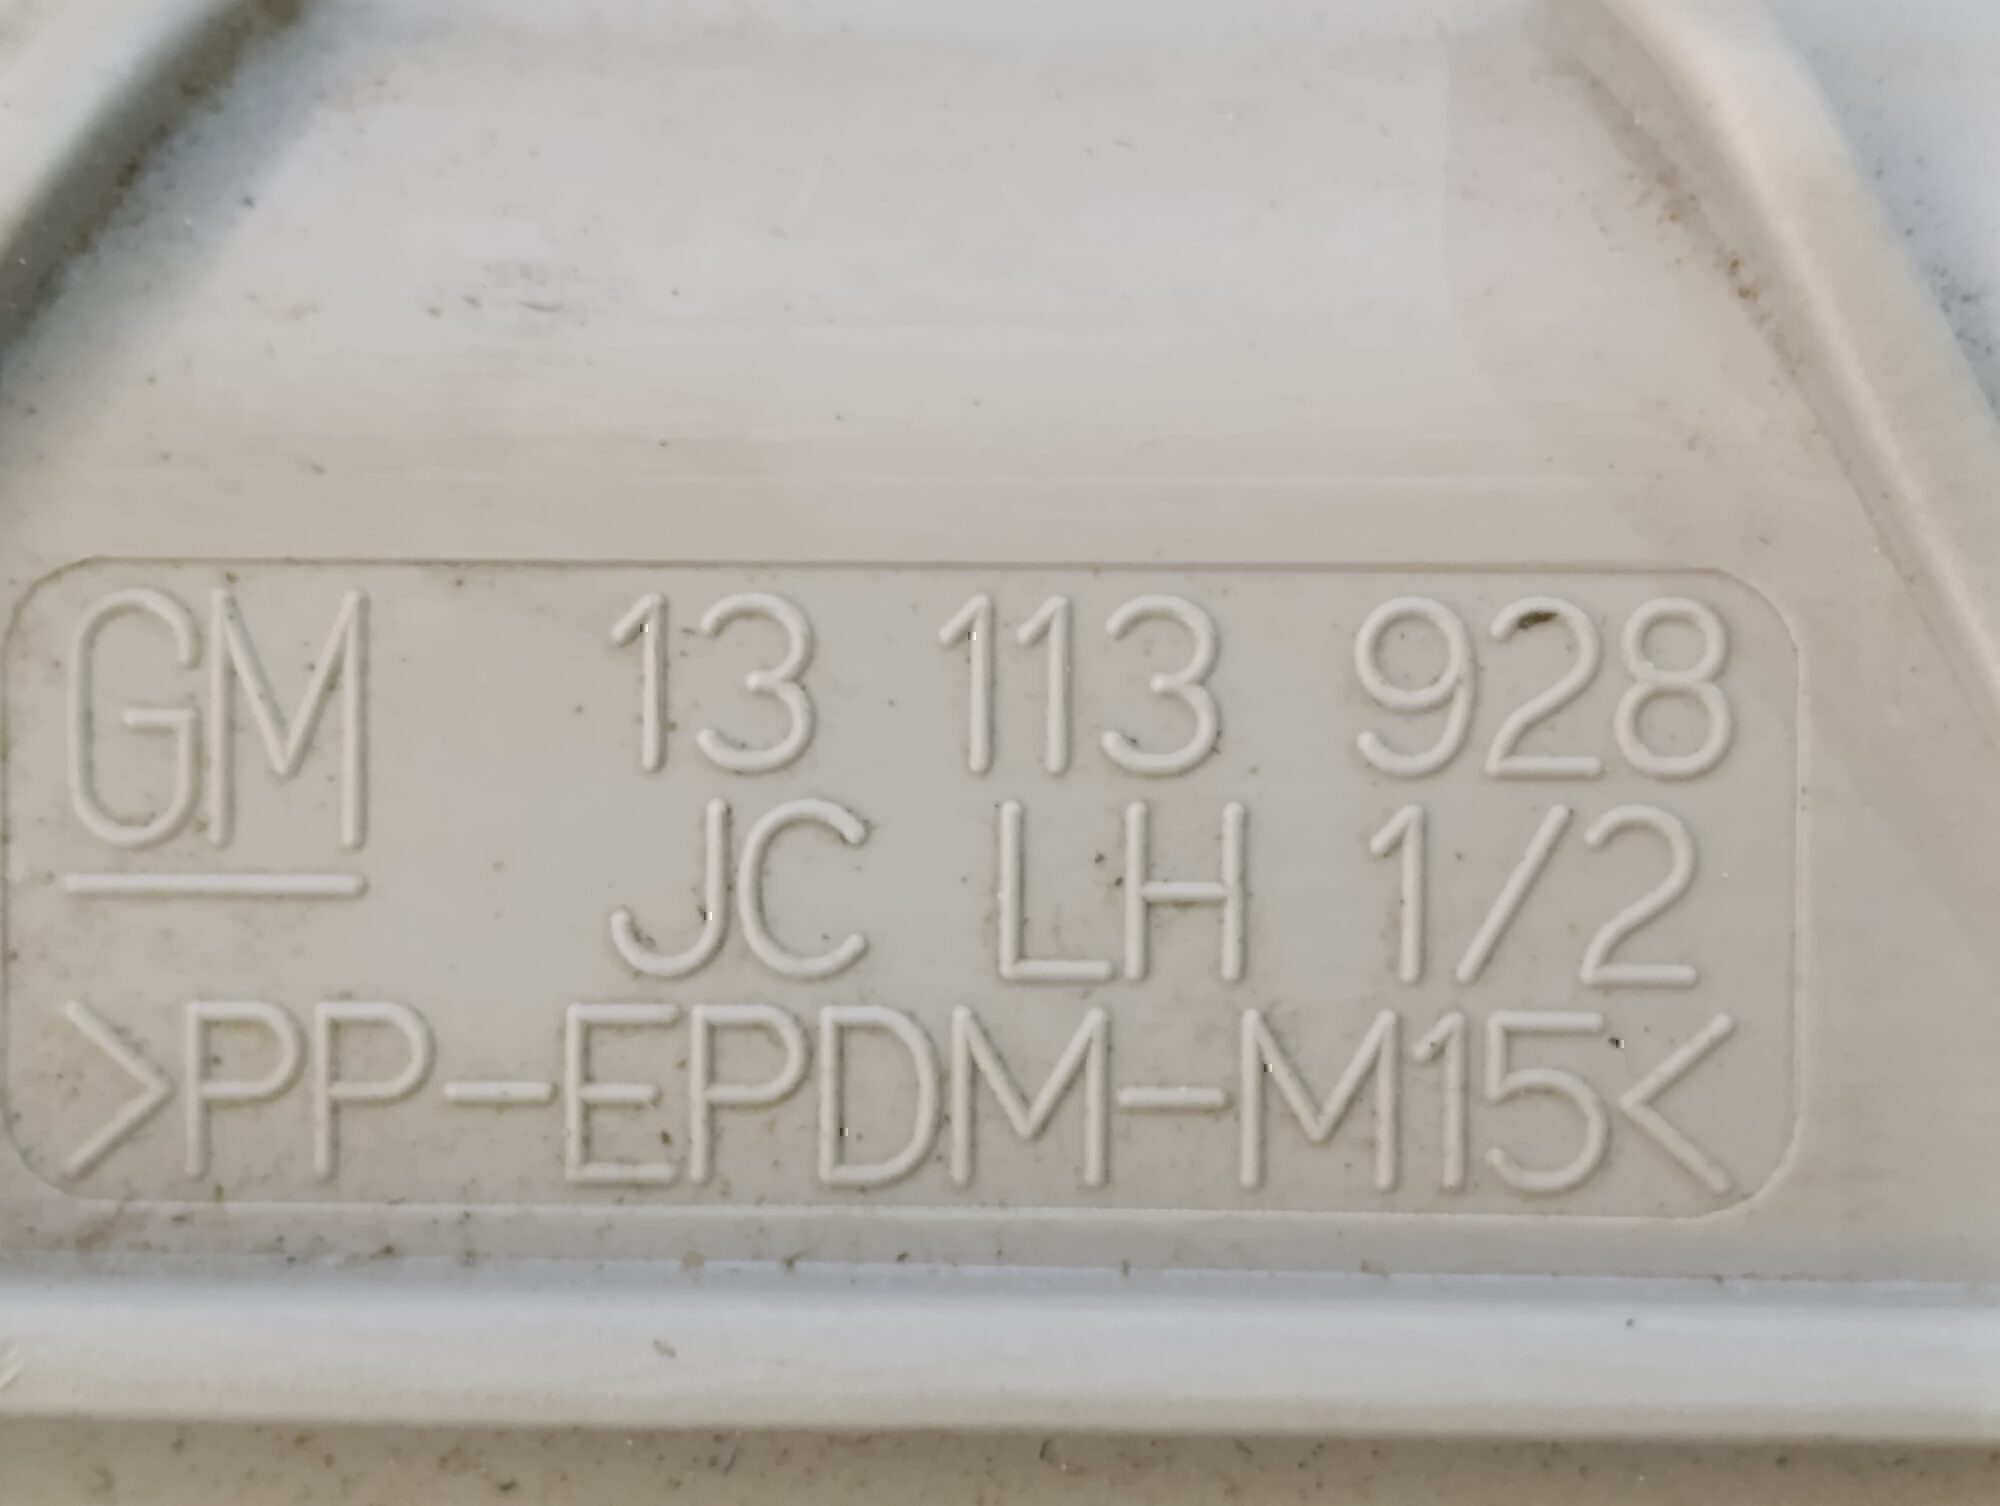 GM 13 113 928
JC LH 1/2
>PP-EPDM-M15<